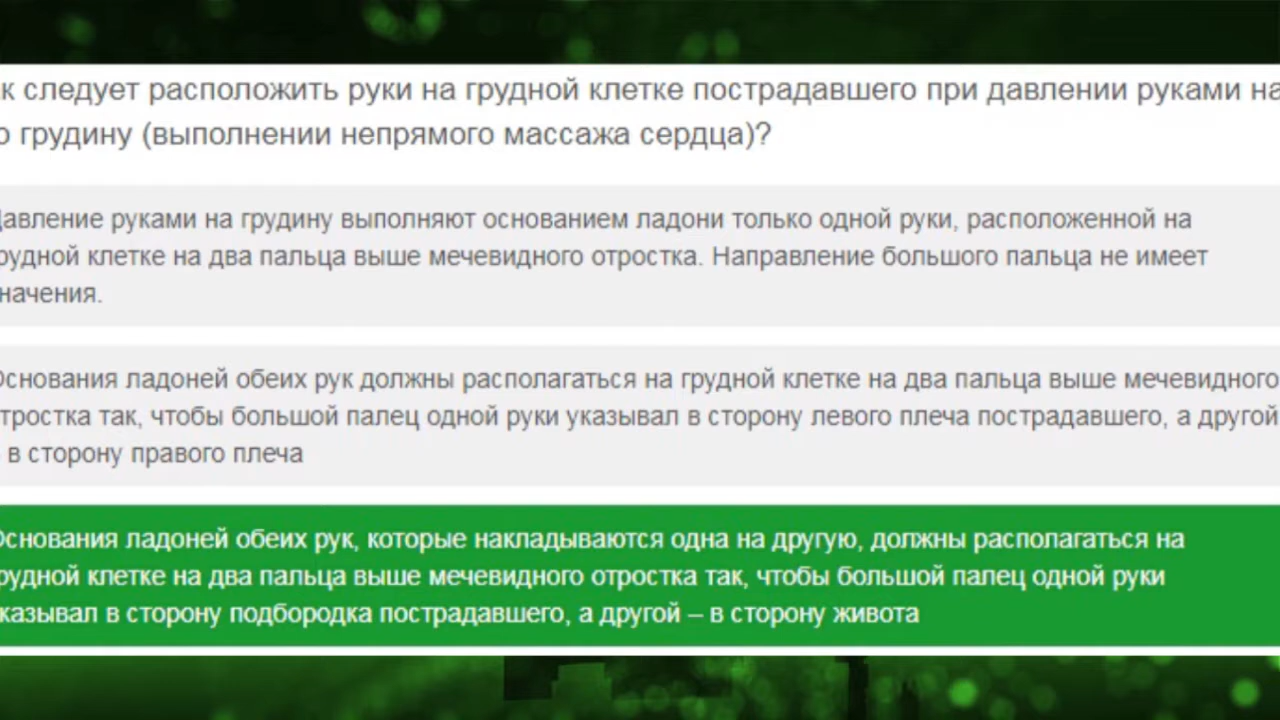 к следует расположить руки на грудной клетке пострадавшего при давлении руками на
о грудину (выполнении непрямого массажа сердца)?
Давление руками на грудину выполняют основанием ладони только одной руки, расположенной на
рудной клетке на два пальца выше мечевидного отростка. Направление большого пальца не имеет
начения.
Основания ладоней обеих рук должны располагаться на грудной клетке на два пальца выше мечевидного
тростка так, чтобы большой палец одной руки указывал в сторону левого плеча пострадавшего, а другой
в сторону правого плеча
Основания ладоней обеих рук, которые накладываются одна на другую, должны располагаться на
рудной клетке на два пальца выше мечевидного отростка так, чтобы большой палец одной руки
казывал в сторону подбородка пострадавшего, а другой – в сторону живота